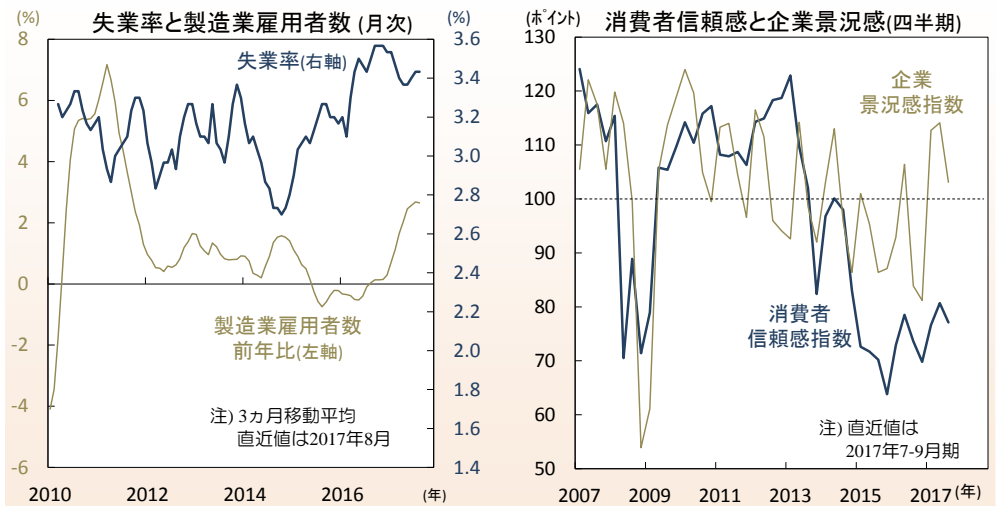 失業率と製造業雇用者数 (月次)
(%)
(%)
8
6
4
2
0
-2
-4
-6
3.6
3.4
3.2
3.0
2.8
2.6
2.4
2.2
2.0
1.8
1.6
1.4
失業率(右軸)
製造業雇用者数
前年比(左軸)
注) 3ヵ月移動平均
直近値は2017年8月
2010
2012
2014
2016
(年)
消費者信頼感と企業景況感(四半期)
(ﾎﾟｲﾝﾄ)
130
120
110
100
90
80
70
60
50
企業
景況感指数
消費者
信頼感指数
注) 直近値は
2017年7-9月期
2007
2009
2011
2013
2015
2017
(年)